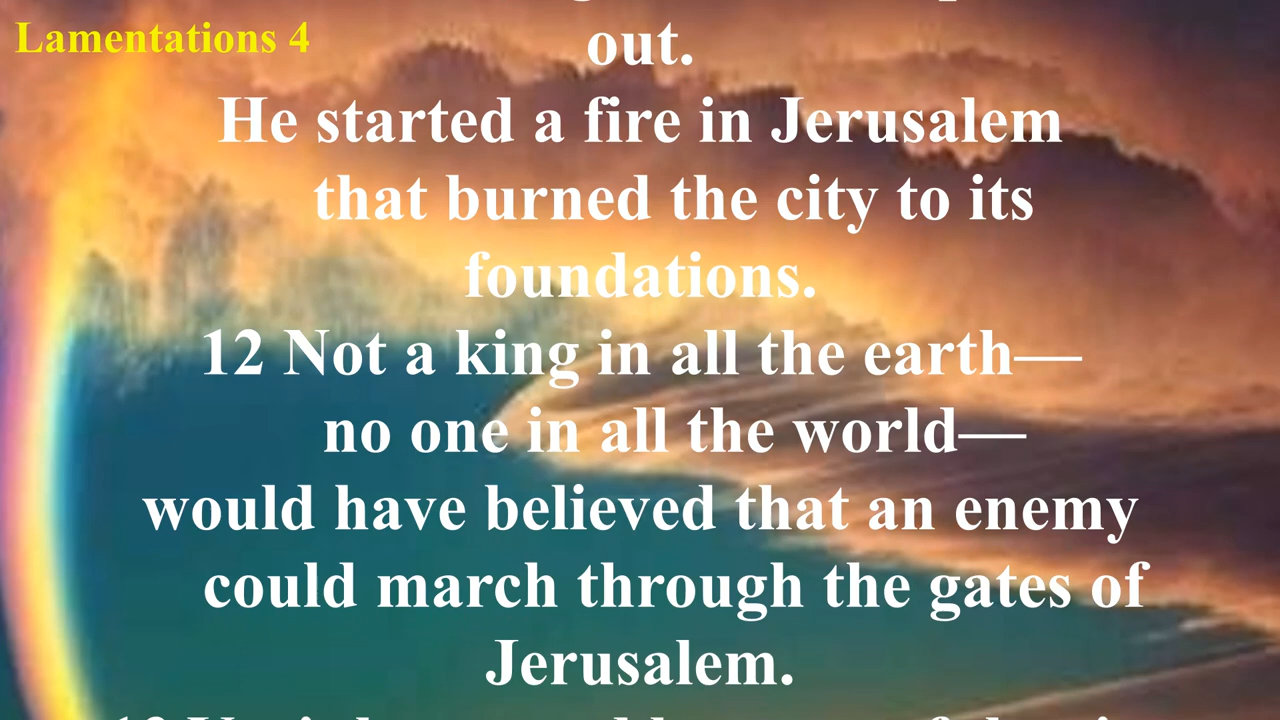 Lamentations 4
out.
He started a fire in Jerusalem
that burned the city to its
foundations.
12 Not a king in all the earth—
no one in all the world—
would have believed that an enemy
could march through the gates of
Jerusalem.